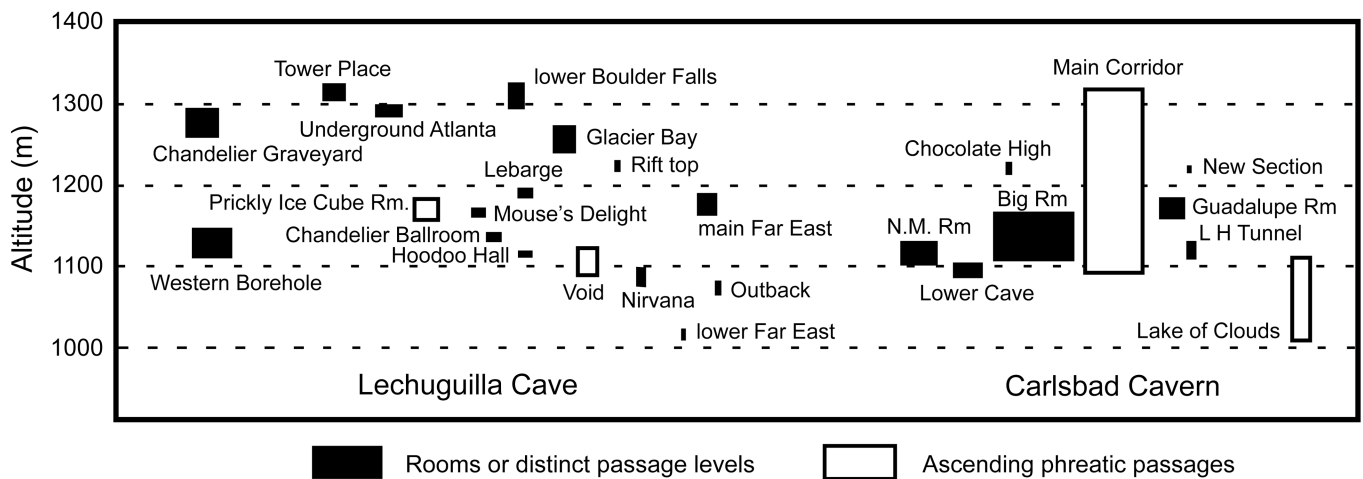 1400
Altitude (m)
Tower Place
lower Boulder Falls
Main Corridor
1300
Underground Atlanta
Chandelier Graveyard
Glacier Bay
Chocolate High
Lebarge
Rift top
New Section
1200
Prickly Ice Cube Rm.
Mouse's Delight
Big Rm
Guadalupe Rm
Chandelier Ballroom
main Far East
N.M. Rm
L H Tunnel
Hoodoo Hall
1100
Western Borehole
Void
Nirvana
Outback
Lower Cave
lower Far East
Lake of Clouds
1000
Lechuguilla Cave
Carlsbad Cavern
Rooms or distinct passage levels
Ascending phreatic passages